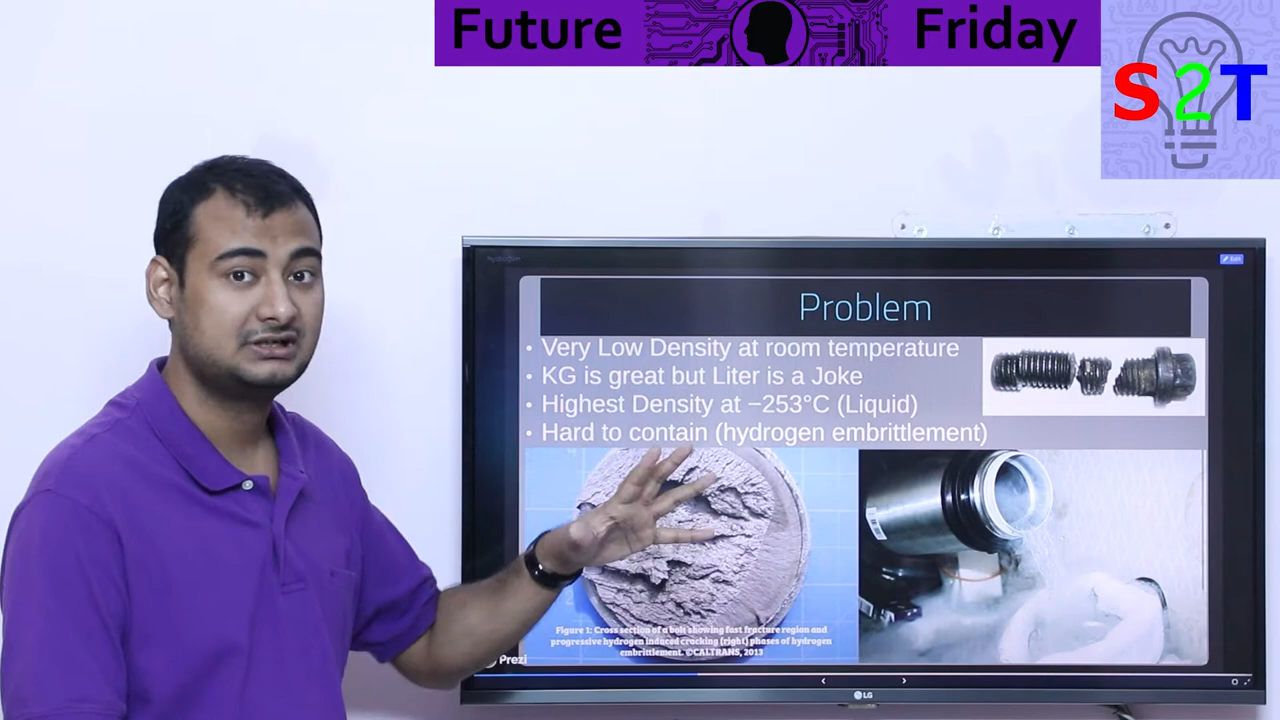 Future Friday
S2T
hydrogen
Edit
Problem
• Very Low Density at room temperature
• KG is great but Liter is a Joke
• Highest Density at −253°C (Liquid)
• Hard to contain (hydrogen embrittlement)
Figure 1: Cross section of a bolt showing fast fracture region and
progressive hydrogen induced cracking (right) phases of hydrogen
embrittlement. ©CALTRANS, 2013
Prezi
LG